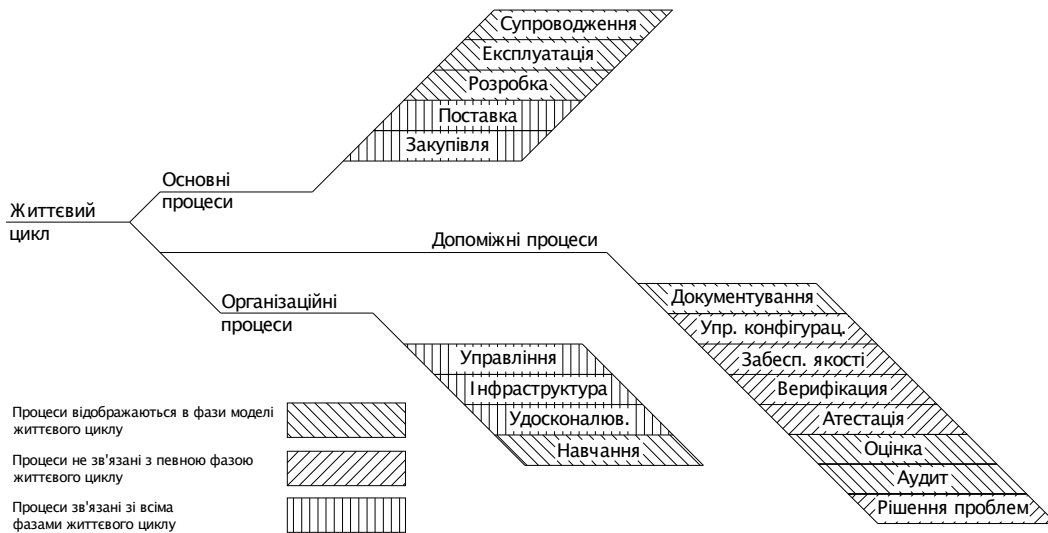 Супроводження
Експлуатація
Розробка
Поставка
Закупівля
Основні
процеси
Життєвий
цикл
Допоміжні процеси
Організаційні
процеси
Документування
Упр. конфігурац.
Забесп. якості
Верифікация
Атестація
Оцінка
Аудит
Рішення проблем
Управління
Інфраструктура
Удосконалюв.
Навчання
Процеси відображаються в фази моделі
життєвого циклу
Процеси не зв'язані з певною фазою
життєвого циклу
Процеси зв'язані зі всіма
фазами життєвого циклу